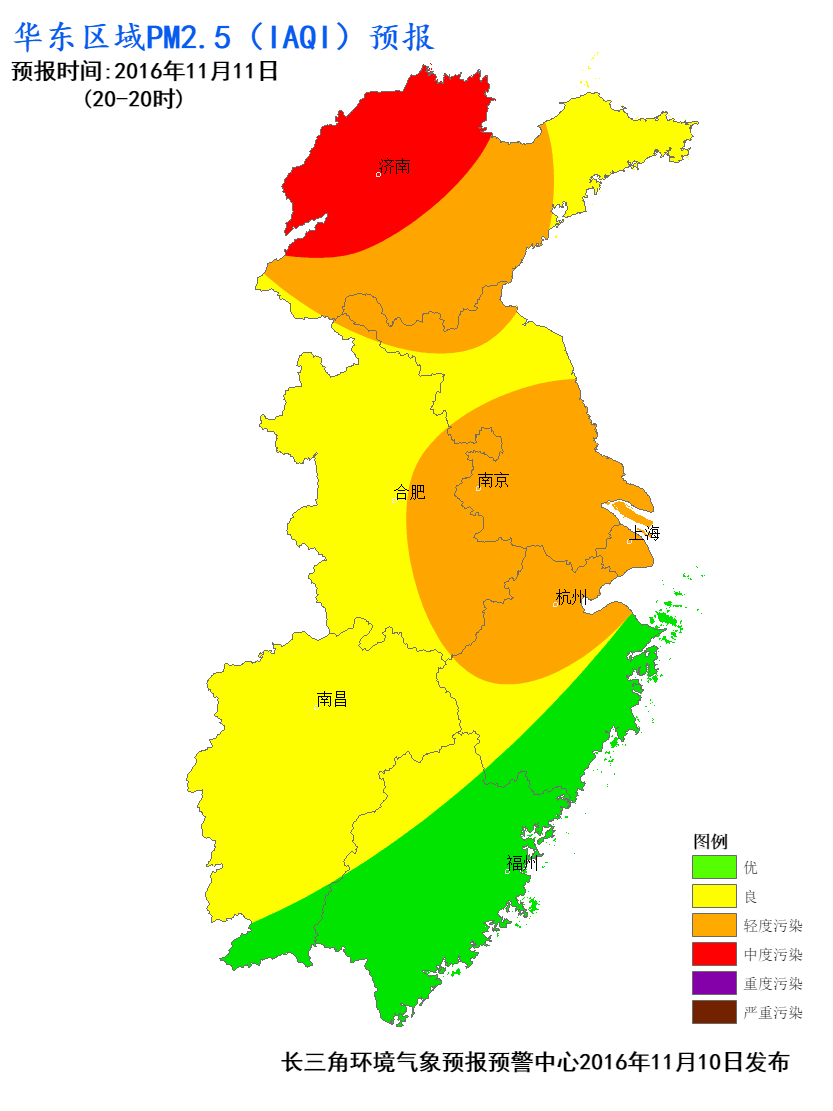 华东区域PM2.5（IAQI）预报
预报时间:2016年11月11日
(20-20时)
济南
南京
合肥
上海
杭州
南昌
福州
图例
优
良
轻度污染
中度污染
重度污染
严重污染
长三角环境气象预报预警中心2016年11月10日发布